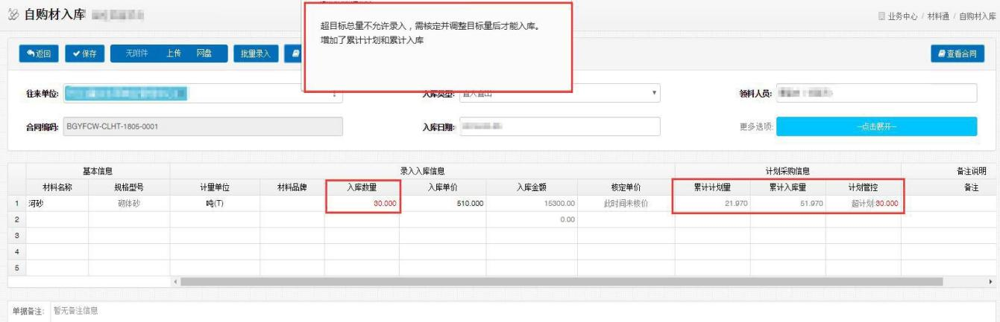 自购材入库
业务中心 / 材料通 / 自购材入库
超目标总量不允许录入，需核定并调整目标量后才能入库。
增加了累计计划和累计入库
返回 保存 无附件 上传 网盘 批量录入 查看合同
往来单位: 入库类型: 直入直出 领料人员:
合同编码: BGYFCW-CLHT-1805-0001 入库日期: 更多选项: --点击展开--
基本信息 录入入库信息 计划采购信息 备注说明
材料名称 规格型号 计量单位 材料品牌 入库数量 入库单价 入库金额 核定单价 累计计划量 累计入库量 计划管控 备注
1 河砂 砌体砂 吨(T) 30.000 510.000 15300.00 此时间未核价 21.970 51.970 超计划:30.000
2 0.00
3
4
5
单据备注: 暂无备注信息